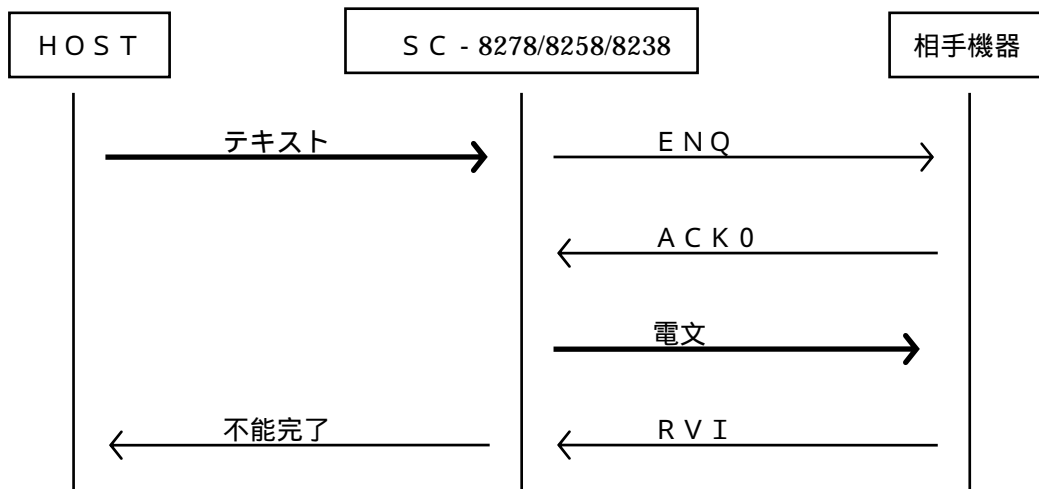 ＨＯＳＴ
ＳＣ-8278/8258/8238
相手機器
テキスト
ＥＮＱ
ＡＣＫ０
電文
不能完了
ＲＶＩ